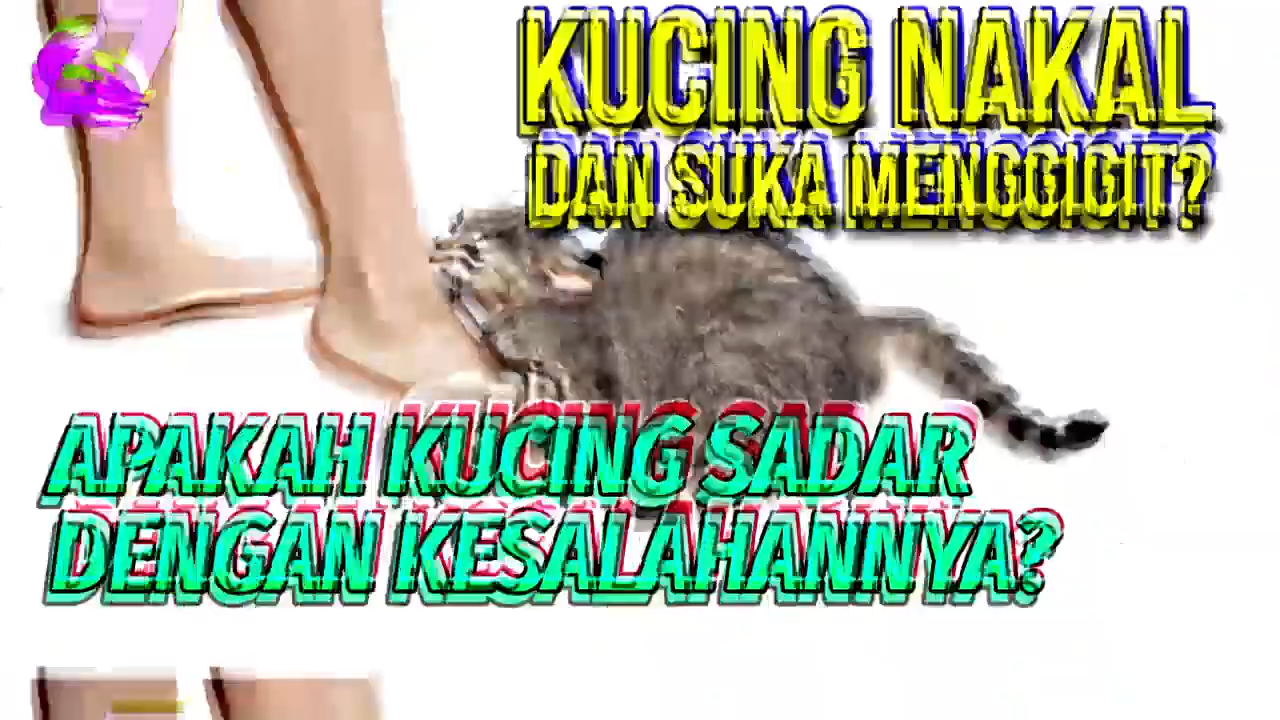 KUCING NAKAL
DAN SUKA MENGGIGIT?
APAKAH KUCING SADAR
DENGAN KESALAHANNYA?